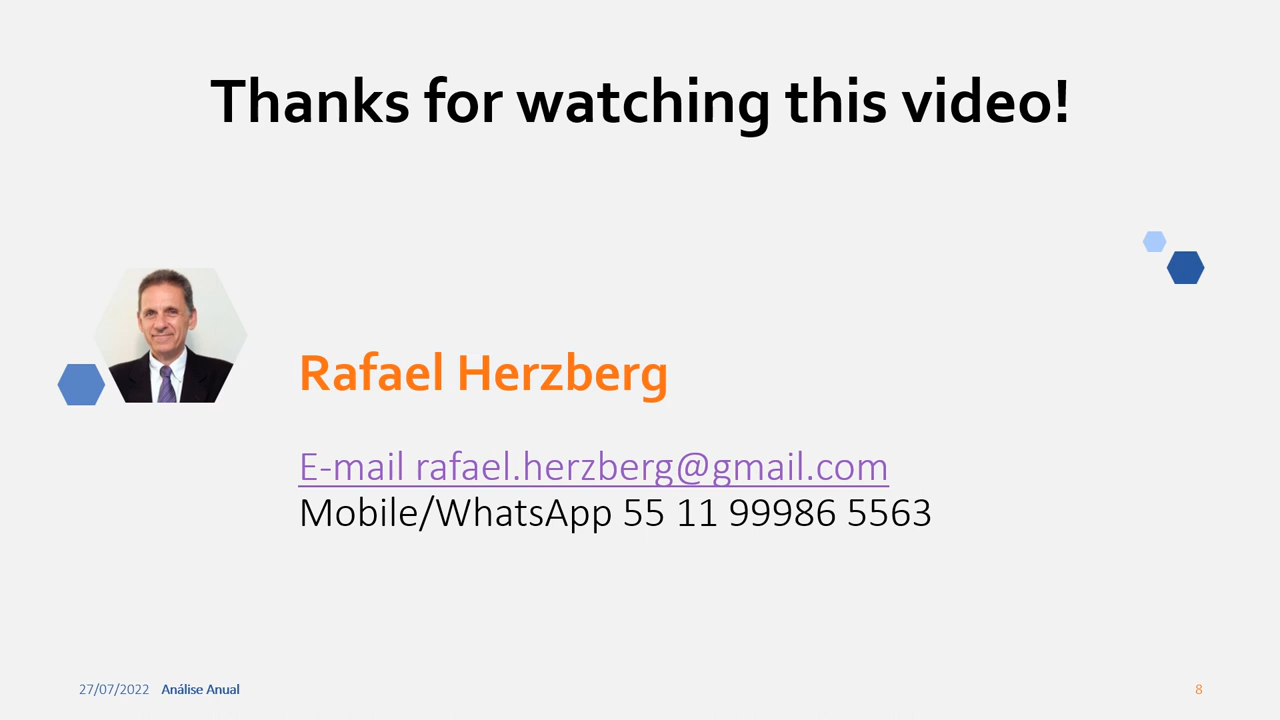 Thanks for watching this video!
Rafael Herzberg
E-mail rafael.herzberg@gmail.com
Mobile/WhatsApp 55 11 99986 5563
27/07/2022 Análise Anual
8